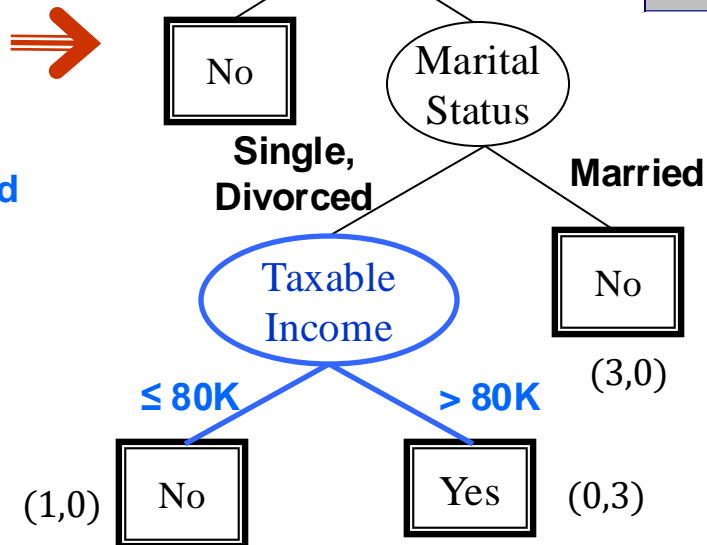 No
Marital
Status
Single,
Divorced
Married
d
Taxable
Income
No
(3,0)
≤ 80K
> 80K
(1,0)
No
Yes
(0,3)